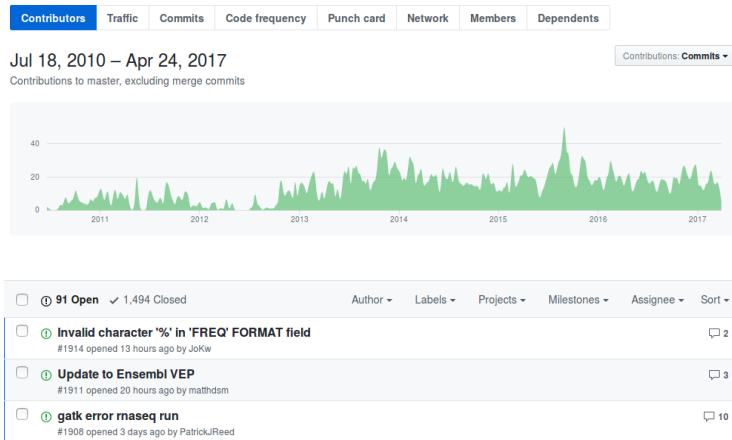 Contributors Traffic Commits Code frequency Punch card Network Members Dependents
Jul 18, 2010 – Apr 24, 2017
Contributions: Commits
Contributions to master, excluding merge commits
40
20
0
2011 2012 2013 2014 2015 2016 2017
91 Open 1,494 Closed Author Labels Projects Milestones Assignee Sort
Invalid character '%' in 'FREQ' FORMAT field 2
#1914 opened 13 hours ago by JoKw
Update to Ensembl VEP 3
#1911 opened 20 hours ago by matthdsm
gatk error rnaseq run 10
#1908 opened 3 days ago by PatrickJReed